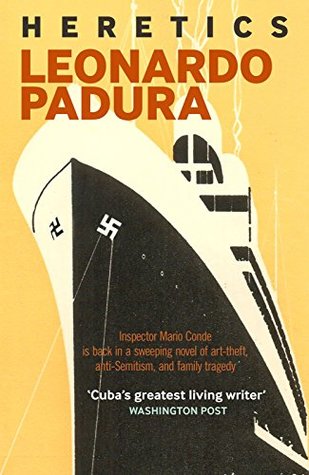 HERETICS
LEONARDO
PADURA
Inspector Mario Conde
is back in a sweeping novel of art-theft,
anti-Semitism, and family tragedy
‘Cuba’s greatest living writer’
WASHINGTON POST